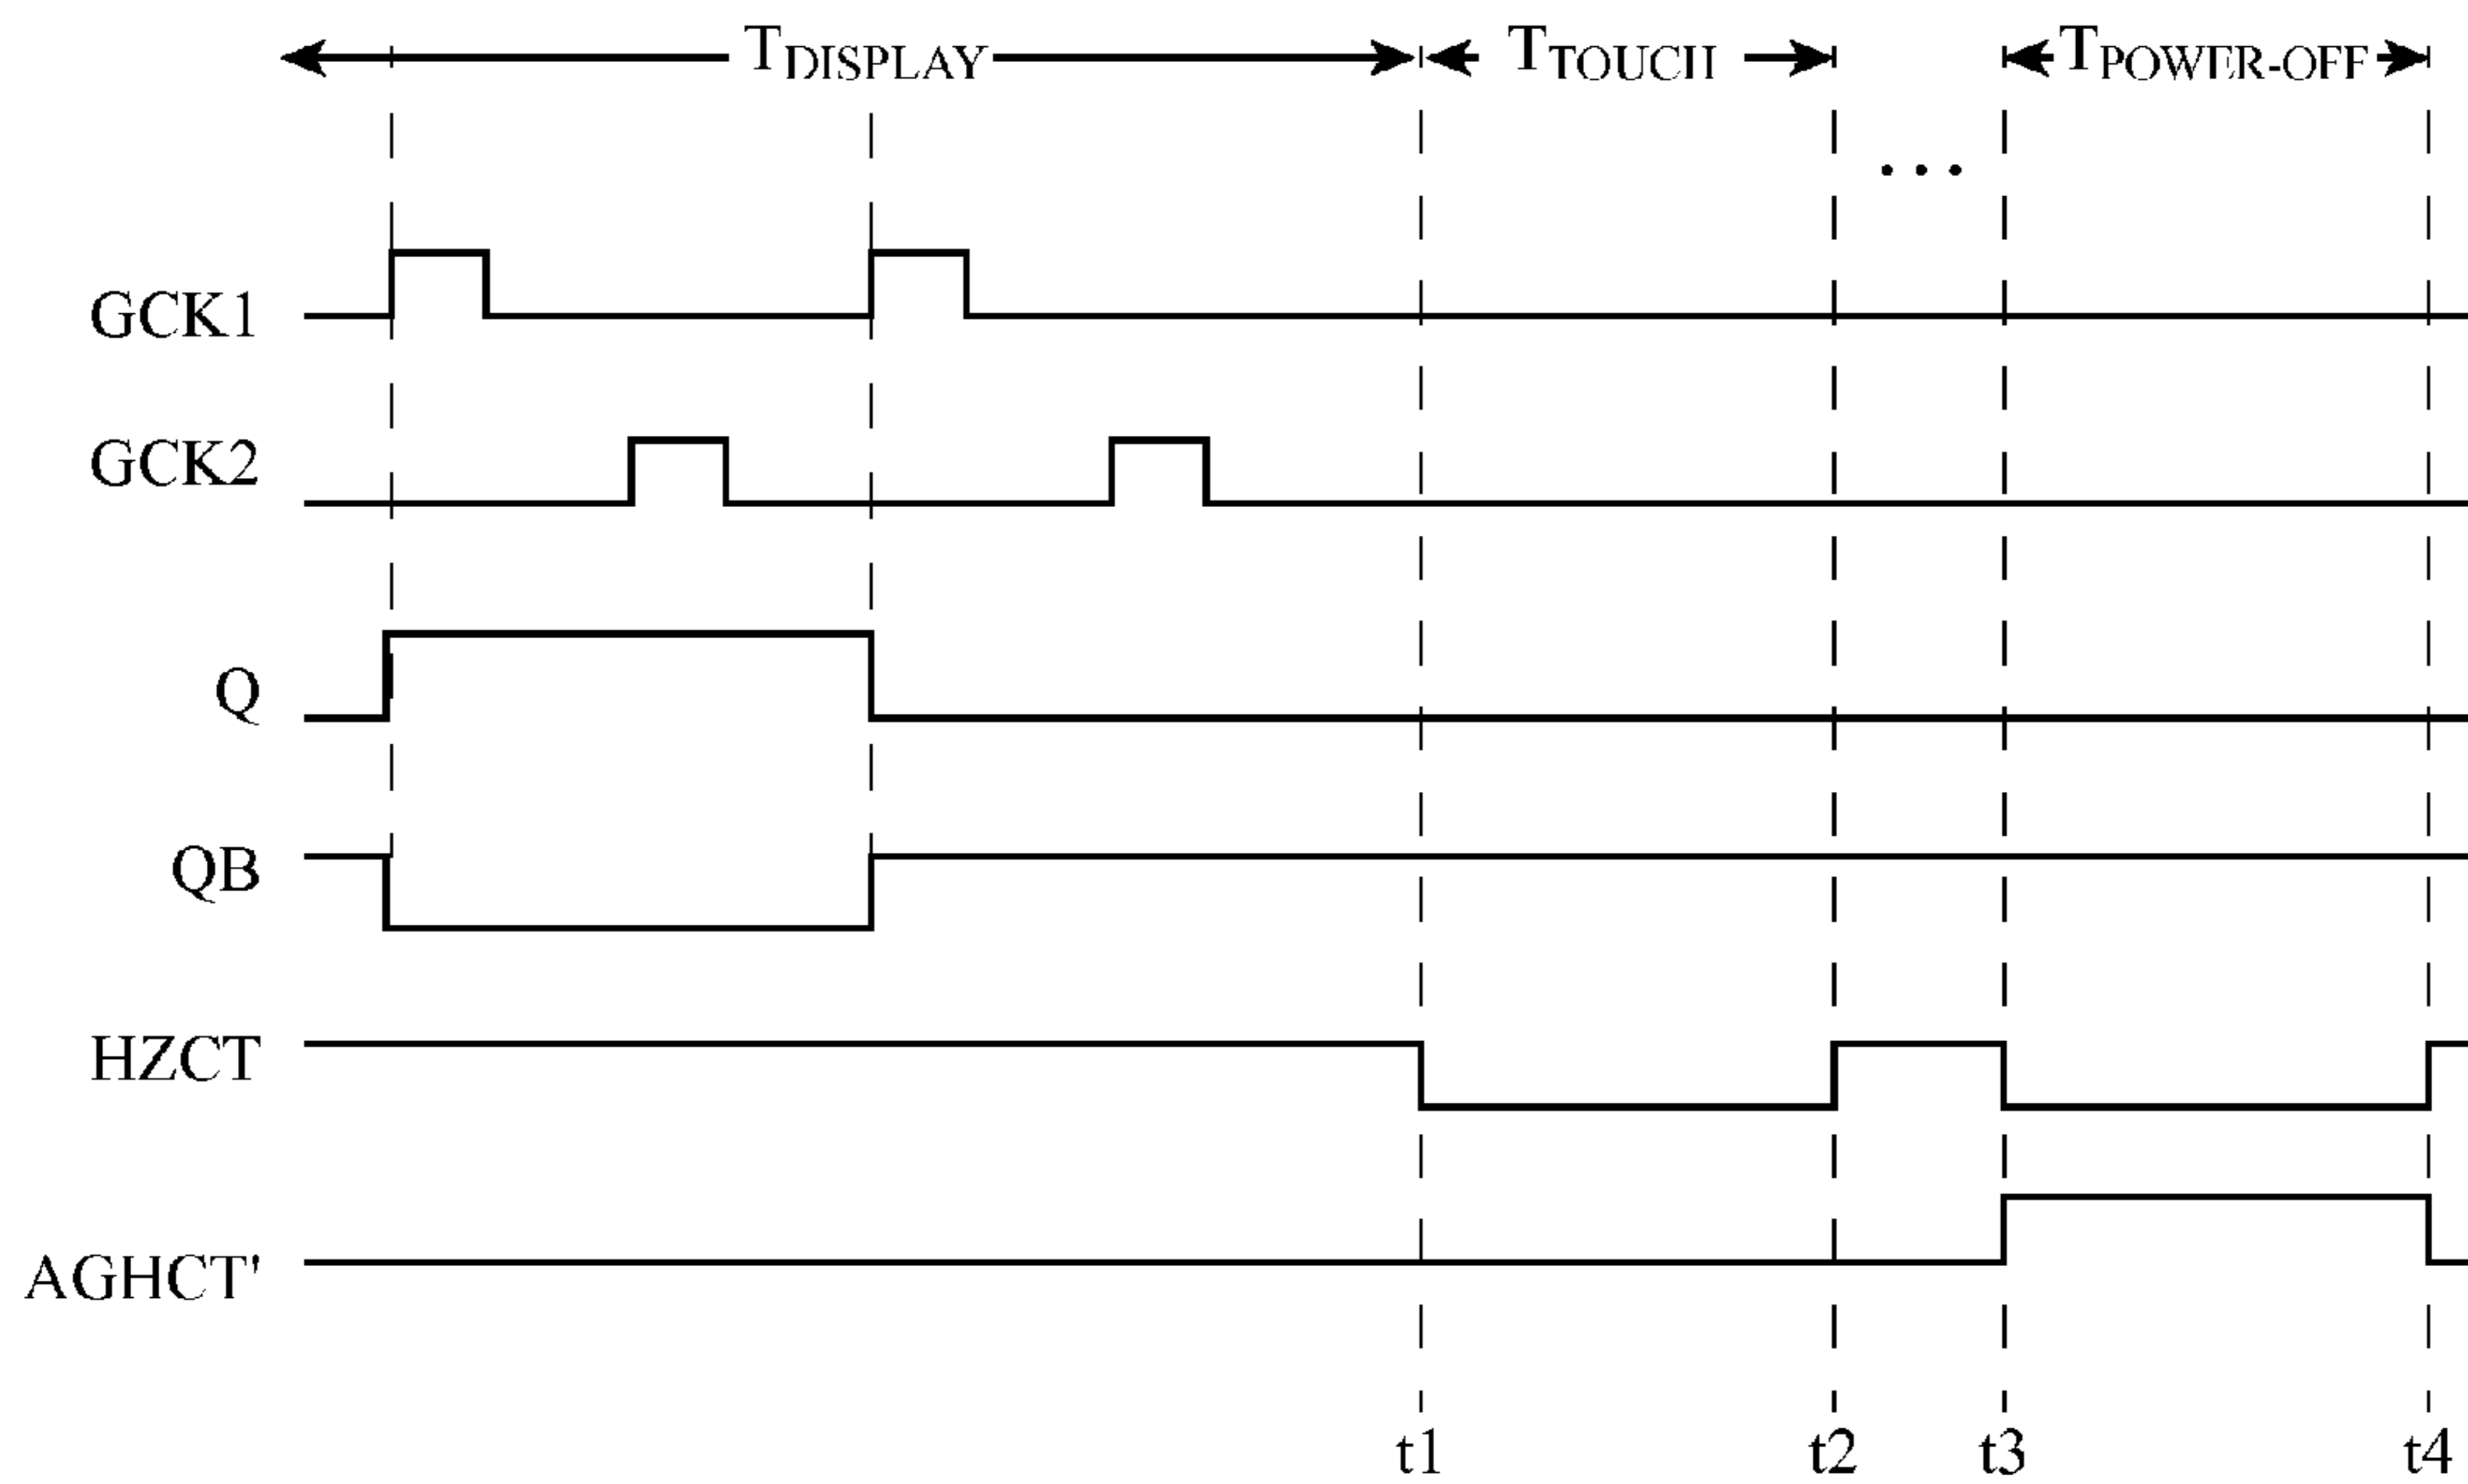 TDISPLAY TTOUCH TPOWER-OFF
...
GCK1
GCK2
Q
QB
HZCT
AGHCT'
t1 t2 t3 t4